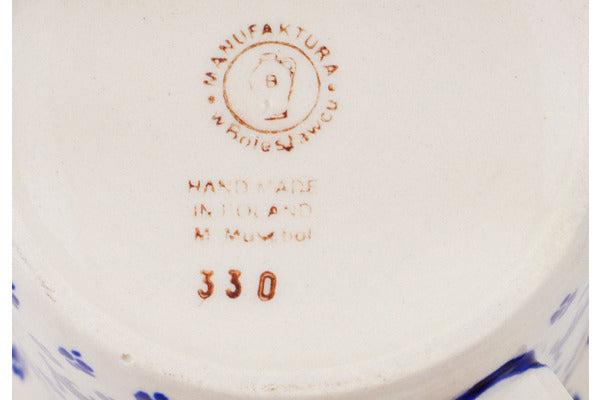 MANUFAKTURA
w Bolesławcu
B
HAND MADE
IN POLAND
M.
330